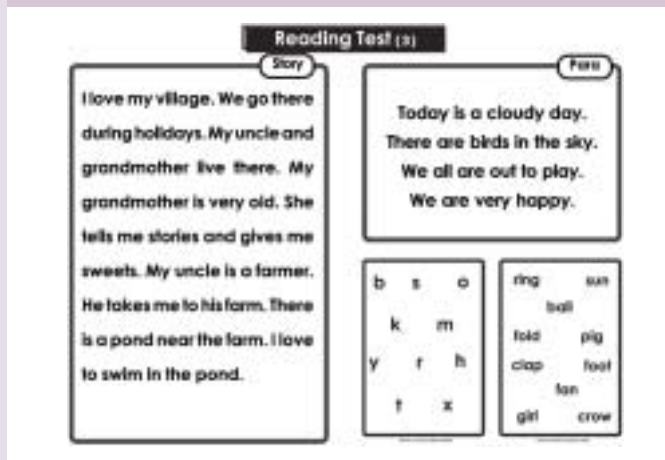 Reading Test (3)
Story
I love my village. We go there
during holidays. My uncle and
grandmother live there. My
grandmother is very old. She
tells me stories and gives me
sweets. My uncle is a farmer.
He takes me to his farm. There
is a pond near the farm. I love
to swim in the pond.
Para
Today is a cloudy day.
There are birds in the sky.
We all are out to play.
We are very happy.
b s o
k m
y r h
t x
ring sun
ball
fold pig
clap foot
fan
girl crow